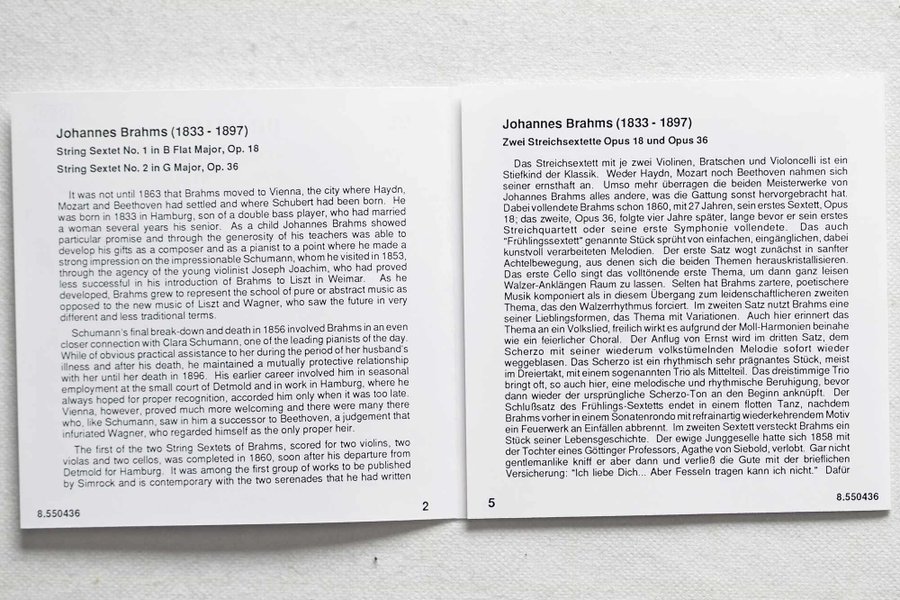 Johannes Brahms (1833 - 1897)
String Sextet No. 1 in B Flat Major, Op. 18
String Sextet No. 2 in G Major, Op. 36
It was not until 1863 that Brahms moved to Vienna, the city where Haydn,
Mozart and Beethoven had settled and where Schubert had been born. He
was born in 1833 in Hamburg, son of a double bass player, who had married
a woman several years his senior. As a child Johannes Brahms showed
particular promise and through the generosity of his teachers was able to
develop his gifts as a composer and as a pianist to a point where he made a
strong impression on the impressionable Schumann, whom he visited in 1853,
through the agency of the young violinist Joseph Joachim, who had proved
less successful in his introduction of Brahms to Liszt in Weimar. As he
developed, Brahms grew to represent the school of pure or abstract music as
opposed to the new music of Liszt and Wagner, who saw the future in very
different and less traditional terms.
Schumann's final break-down and death in 1856 involved Brahms in an even
closer connection with Clara Schumann, one of the leading pianists of the day.
While of obvious practical assistance to her during the period of her husband's
illness and after his death, he maintained a mutually protective relationship
with her until her death in 1896. His earlier career involved him in seasonal
employment at the small court of Detmold and in work in Hamburg, where he
always hoped for proper recognition, accorded him only when it was too late.
Vienna, however, proved much more welcoming and there were many there
who, like Schumann, saw in him a successor to Beethoven, a judgement that
infuriated Wagner, who regarded himself as the only proper heir.
The first of the two String Sextets of Brahms, scored for two violins, two
violas and two cellos, was completed in 1860, soon after his departure from
Detmold for Hamburg. It was among the first group of works to be published
by Simrock and is contemporary with the two serenades that he had written
8.550436
2
Johannes Brahms (1833 - 1897)
Zwei Streichsextette Opus 18 und Opus 36
Das Streichsextett mit je zwei Violinen, Bratschen und Violoncelli ist ein
Stiefkind der Klassik. Weder Haydn, Mozart noch Beethoven nahmen sich
seiner ernsthaft an. Umso mehr überragen die beiden Meisterwerke von
Johannes Brahms alles andere, was die Gattung sonst hervorgebracht hat.
Dabei vollendete Brahms schon 1860, mit 27 Jahren, sein erstes Sextett, Opus
18; das zweite, Opus 36, folgte vier Jahre später, lange bevor er sein erstes
Streichquartett oder seine erste Symphonie vollendete. Das auch
"Frühlingssextett" genannte Stück sprüht von einfachen, eingänglichen, dabei
kunstvoll verarbeiteten Melodien. Der erste Satz wogt zunächst in sanfter
Achtelbewegung, aus denen sich die beiden Themen herauskristallisieren.
Das erste Cello singt das volltönende erste Thema, um dann ganz leisen
Walzer-Anklängen Raum zu lassen. Selten hat Brahms zartere, poetischere
Musik komponiert als in diesem Übergang zum leidenschaftlicheren zweiten
Thema, das den Walzerrhythmus forciert. Im zweiten Satz nutzt Brahms eine
seiner Lieblingsformen, das Thema mit Variationen. Auch hier erinnert das
Thema an ein Volkslied, freilich wirkt es aufgrund der Moll-Harmonien beinahe
wie ein feierlicher Choral. Der Anflug von Ernst wird im dritten Satz, dem
Scherzo mit seiner wiederum volkstümelnden Melodie sofort wieder
weggeblasen. Das Scherzo ist ein rhythmisch sehr prägnantes Stück, meist
im Dreiertakt, mit einem sogenannten Trio als Mittelteil. Das dreistimmige Trio
bringt oft, so auch hier, eine melodische und rhythmische Beruhigung, bevor
dann wieder der ursprüngliche Scherzo-Ton an den Beginn anknüpft. Der
Schlußsatz des Frühlings-Sextetts endet in einem flotten Tanz, nachdem
Brahms vorher in einem Sonatenrondo mit refrainartig wiederkehrendem Motiv
ein Feuerwerk an Einfällen abbrennt. Im zweiten Sextett versteckt Brahms ein
Stück seiner Lebensgeschichte. Der ewige Junggeselle hatte sich 1858 mit
der Tochter eines Göttinger Professors, Agathe von Siebold, verlobt. Gar nicht
gentlemanlike kniff er aber dann und verließ die Gute mit der brieflichen
Versicherung: "Ich liebe Dich... Aber Fesseln tragen kann ich nicht." Dafür
5
8.550436